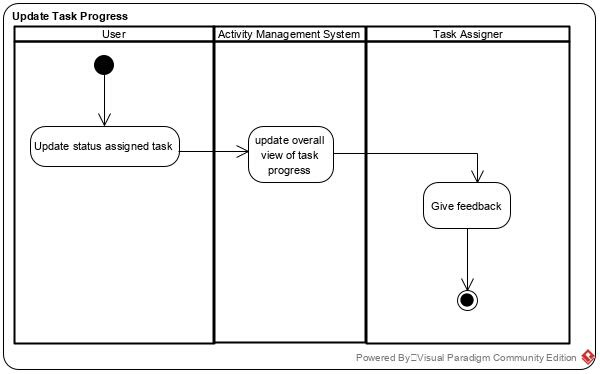 Update Task Progress
User
Activity Management System
Task Assigner
Update status assigned task
update overall
view of task
progress
Give feedback
Powered By Visual Paradigm Community Edition